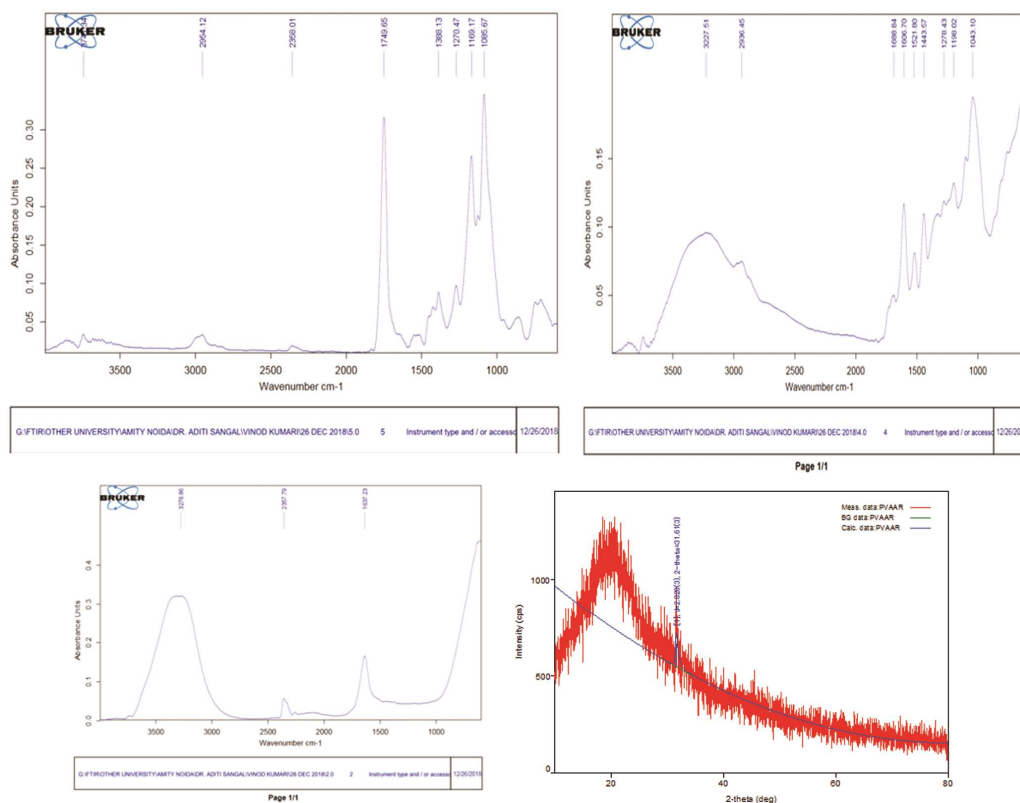 BRUKER
2954.12
2358.01
1749.65
1388.13
1270.47
1169.17
1085.67
Absorbance Units
0.30
0.25
0.20
0.15
0.10
0.05
3500 3000 2500 2000 1500 1000
Wavenumber cm-1
G:\FTIR\OTHER UNIVERSITY\AMITY NOIDA\DR. ADITI SANGAL\VINOD KUMARI\26 DEC 2018\5.0 5 Instrument type and / or accesso 12/26/2018
BRUKER
3227.51
2936.45
1688.84
1606.70
1521.80
1443.57
1278.43
1198.02
1043.10
Absorbance Units
0.15
0.10
0.05
3500 3000 2500 2000 1500 1000
Wavenumber cm-1
G:\FTIR\OTHER UNIVERSITY\AMITY NOIDA\DR. ADITI SANGAL\VINOD KUMARI\26 DEC 2018\4.0 4 Instrument type and / or accesso 12/26/20
Page 1/1
BRUKER
3276.86
2357.79
1637.23
Absorbance Units
0.4
0.3
0.2
0.1
0.0
3500 3000 2500 2000 1500 1000
Wavenumber cm-1
G:\FTIR\OTHER UNIVERSITY\AMITY NOIDA\DR. ADITI SANGAL\VINOD KUMARI\26 DEC 2018\2.0 2 Instrument type and / or accesso 12/26/2018
Page 1/1
Meas. data:PVAAR
BG data:PVAAR
Calc. data:PVAAR
2-theta=31.61(3)
Intensity (cps)
1000
500
0
20 40 60 80
2-theta (deg)